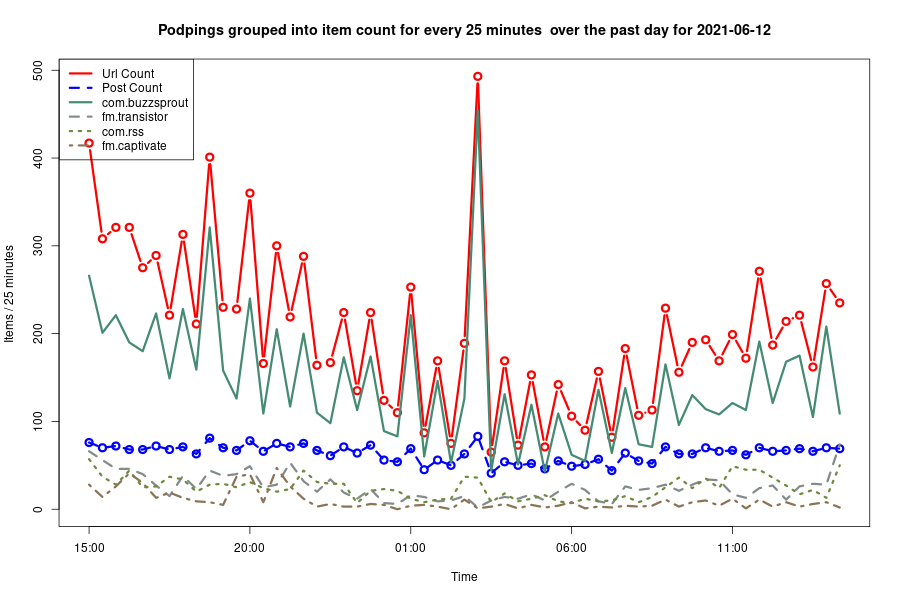 Podpings grouped into item count for every 25 minutes  over the past day for 2021-06-12
Url Count
Post Count
com.buzzsprout
fm.transistor
com.rss
fm.captivate
Items / 25 minutes
500
400
300
200
100
0
15:00 20:00 01:00 06:00 11:00
Time